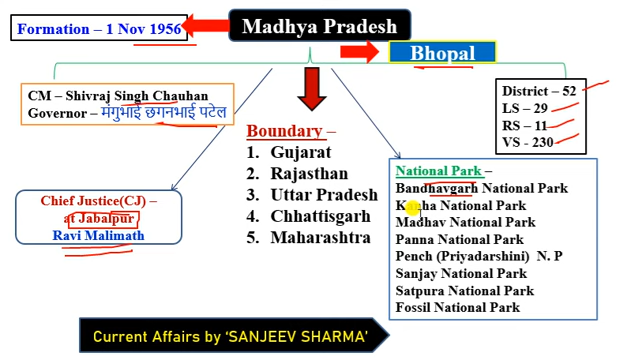 Madhya Pradesh
Formation – 1 Nov 1956
Bhopal
CM – Shivraj Singh Chauhan
Governor – मंगुभाई छगनभाई पटेल
District – 52
LS – 29
RS – 11
VS - 230
Boundary –
1. Gujarat
2. Rajasthan
3. Uttar Pradesh
4. Chhattisgarh
5. Maharashtra
National Park –
Bandhavgarh National Park
Kanha National Park
Madhav National Park
Panna National Park
Pench (Priyadarshini) N. P
Sanjay National Park
Satpura National Park
Fossil National Park
Chief Justice(CJ) –
at Jabalpur
Ravi Malimath
Current Affairs by ‘SANJEEV SHARMA’